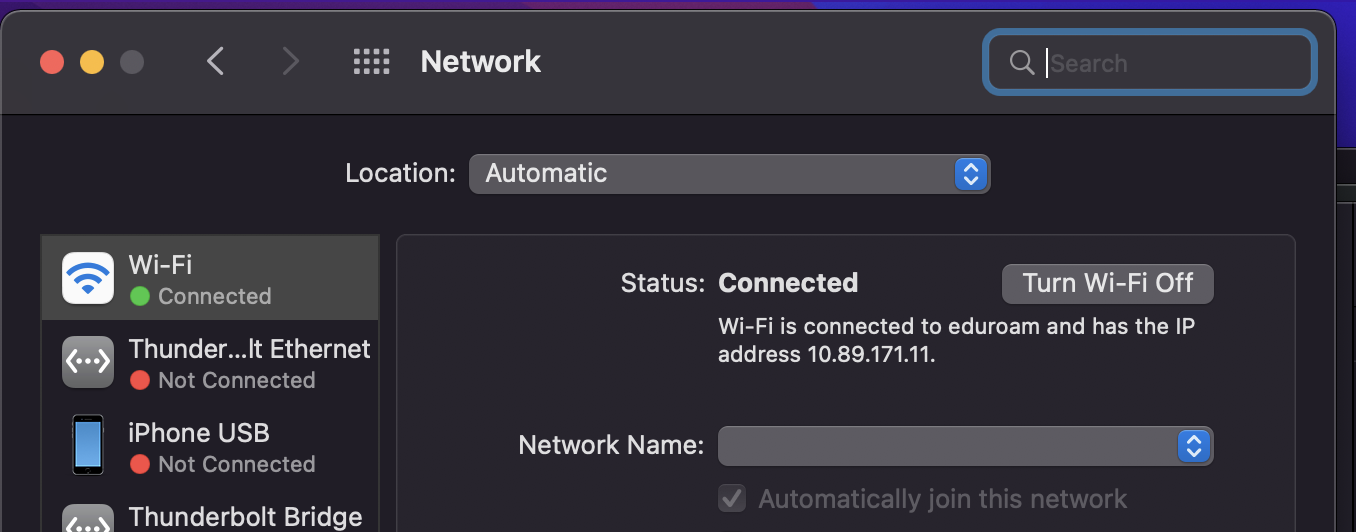 Network
Search
Location:
Automatic
Wi-Fi
Connected
Thunder...lt Ethernet
Not Connected
iPhone USB
Not Connected
Thunderbolt Bridge
Status:
Connected
Turn Wi-Fi Off
Wi-Fi is connected to eduroam and has the IP
address 10.89.171.11.
Network Name:
Automatically join this network